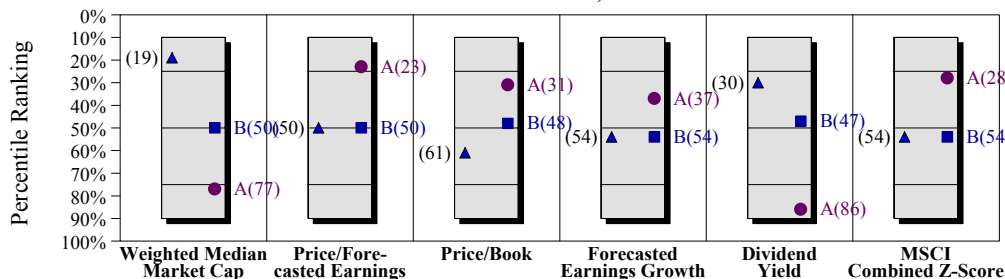 Percentile Ranking
0%
10%
20%
30%
40%
50%
60%
70%
80%
90%
100%
(19)
B(50)
A(77)
A(23)
(50)
B(50)
A(31)
B(48)
(61)
A(37)
(54)
B(54)
(30)
B(47)
A(86)
A(28
(54)
B(54
Weighted Median
Market Cap
Price/Fore-
casted Earnings
Price/Book
Forecasted
Earnings Growth
Dividend
Yield
MSCI
Combined Z-Score